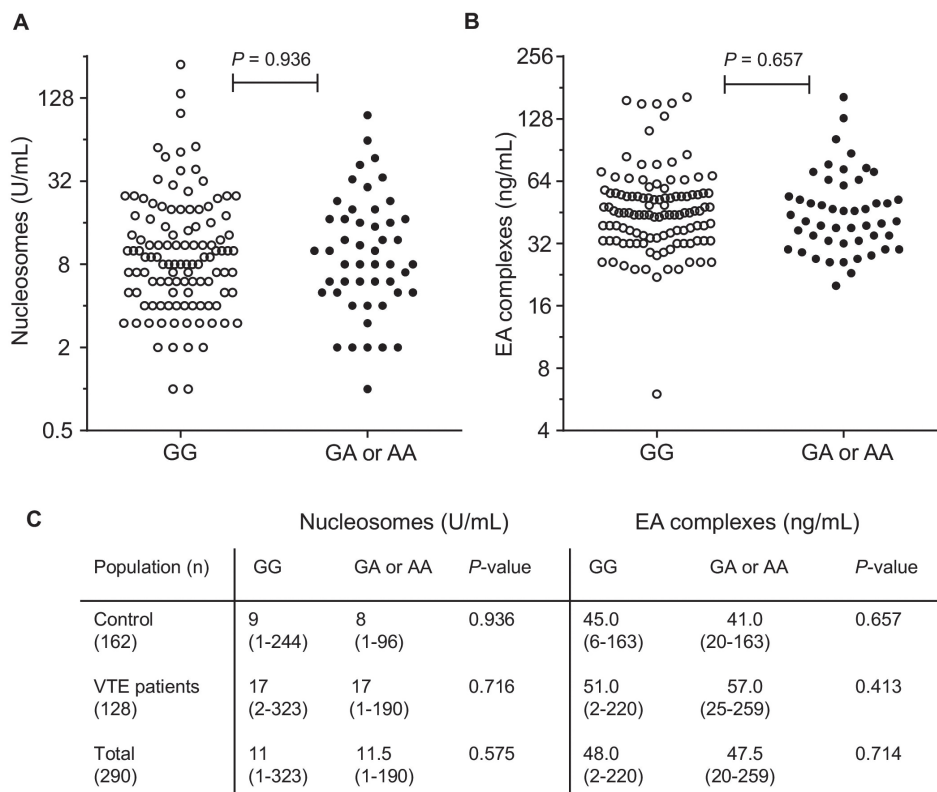 A
P = 0.936
Nucleosomes (U/mL)
128
32
8
2
0.5
GG
GA or AA
B
P = 0.657
EA complexes (ng/mL)
256
128
64
32
16
8
4
GG
GA or AA
C
Nucleosomes (U/mL) EA complexes (ng/mL)
Population (n) GG GA or AA P-value GG GA or AA P-value
Control 9 8 0.936 45.0 41.0 0.657
(162) (1-244) (1-96) (6-163) (20-163)
VTE patients 17 17 0.716 51.0 57.0 0.413
(128) (2-323) (1-190) (2-220) (25-259)
Total 11 11.5 0.575 48.0 47.5 0.714
(290) (1-323) (1-190) (2-220) (20-259)